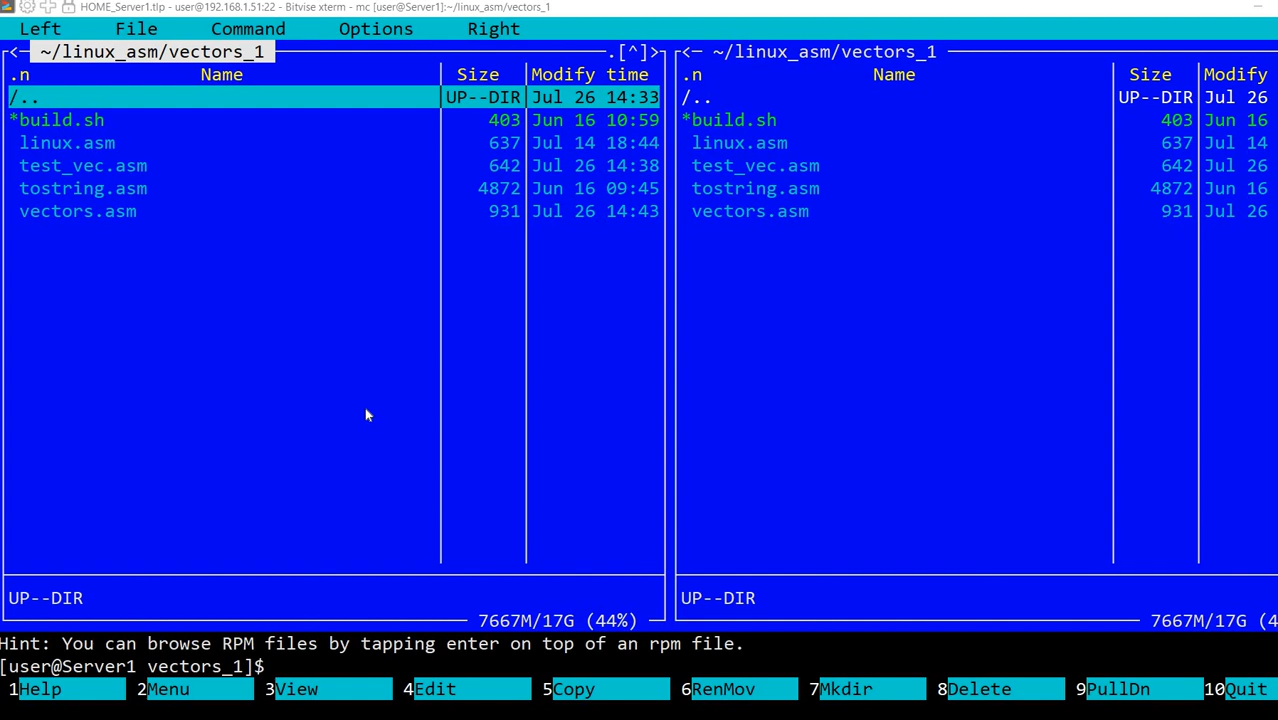 HOME_Server1.tlp - user@192.168.1.51:22 - Bitvise xterm - mc [user@Server1]:~/linux_asm/vectors_1
Left File Command Options Right
<─ ~/linux_asm/vectors_1 .[^]> <─ ~/linux_asm/vectors_1
.n Name Size Modify time .n Name Size Modify
/.. UP--DIR Jul 26 14:33 /.. UP--DIR Jul 26
*build.sh 403 Jun 16 10:59 *build.sh 403 Jun 16
linux.asm 637 Jul 14 18:44 linux.asm 637 Jul 14
test_vec.asm 642 Jul 26 14:38 test_vec.asm 642 Jul 26
tostring.asm 4872 Jun 16 09:45 tostring.asm 4872 Jun 16
vectors.asm 931 Jul 26 14:43 vectors.asm 931 Jul 26
UP--DIR UP--DIR
7667M/17G (44%) 7667M/17G (4
Hint: You can browse RPM files by tapping enter on top of an rpm file.
[user@Server1 vectors_1]$
1Help 2Menu 3View 4Edit 5Copy 6RenMov 7Mkdir 8Delete 9PullDn 10Quit